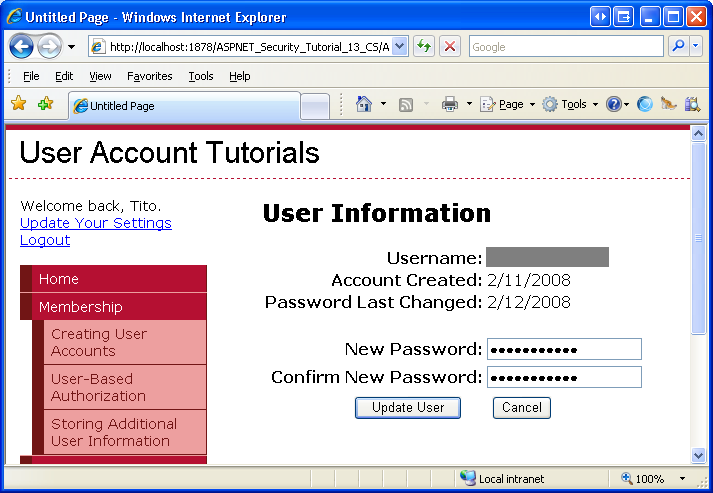 Untitled Page - Windows Internet Explorer
http://localhost:1878/ASPNET_Security_Tutorial_13_CS/A
Google
File Edit View Favorites Tools Help
Untitled Page
Page Tools
User Account Tutorials
Welcome back, Tito.
Update Your Settings
Logout
Home
Membership
Creating User
Accounts
User-Based
Authorization
Storing Additional
User Information
User Information
Username:
Account Created: 2/11/2008
Password Last Changed: 2/12/2008
New Password: •••••••••••
Confirm New Password: •••••••••••
Update User Cancel
Local intranet 100%